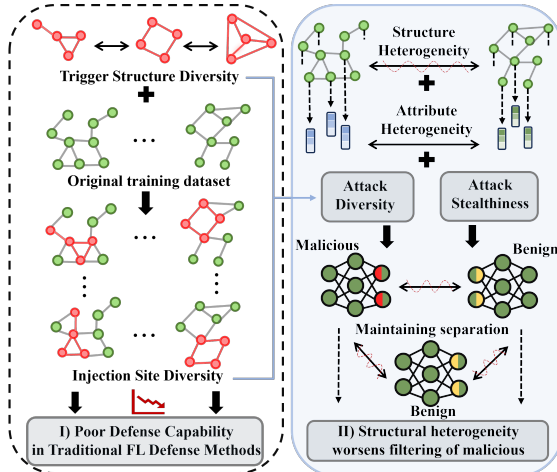 Trigger Structure Diversity
Original training dataset
Injection Site Diversity
I) Poor Defense Capability
in Traditional FL Defense Methods
Structure
Heterogeneity
Attribute
Heterogeneity
Attack
Diversity
Attack
Stealthiness
Malicious
Benign
Maintaining separation
Benign
II) Structural heterogeneity
worsens filtering of malicious